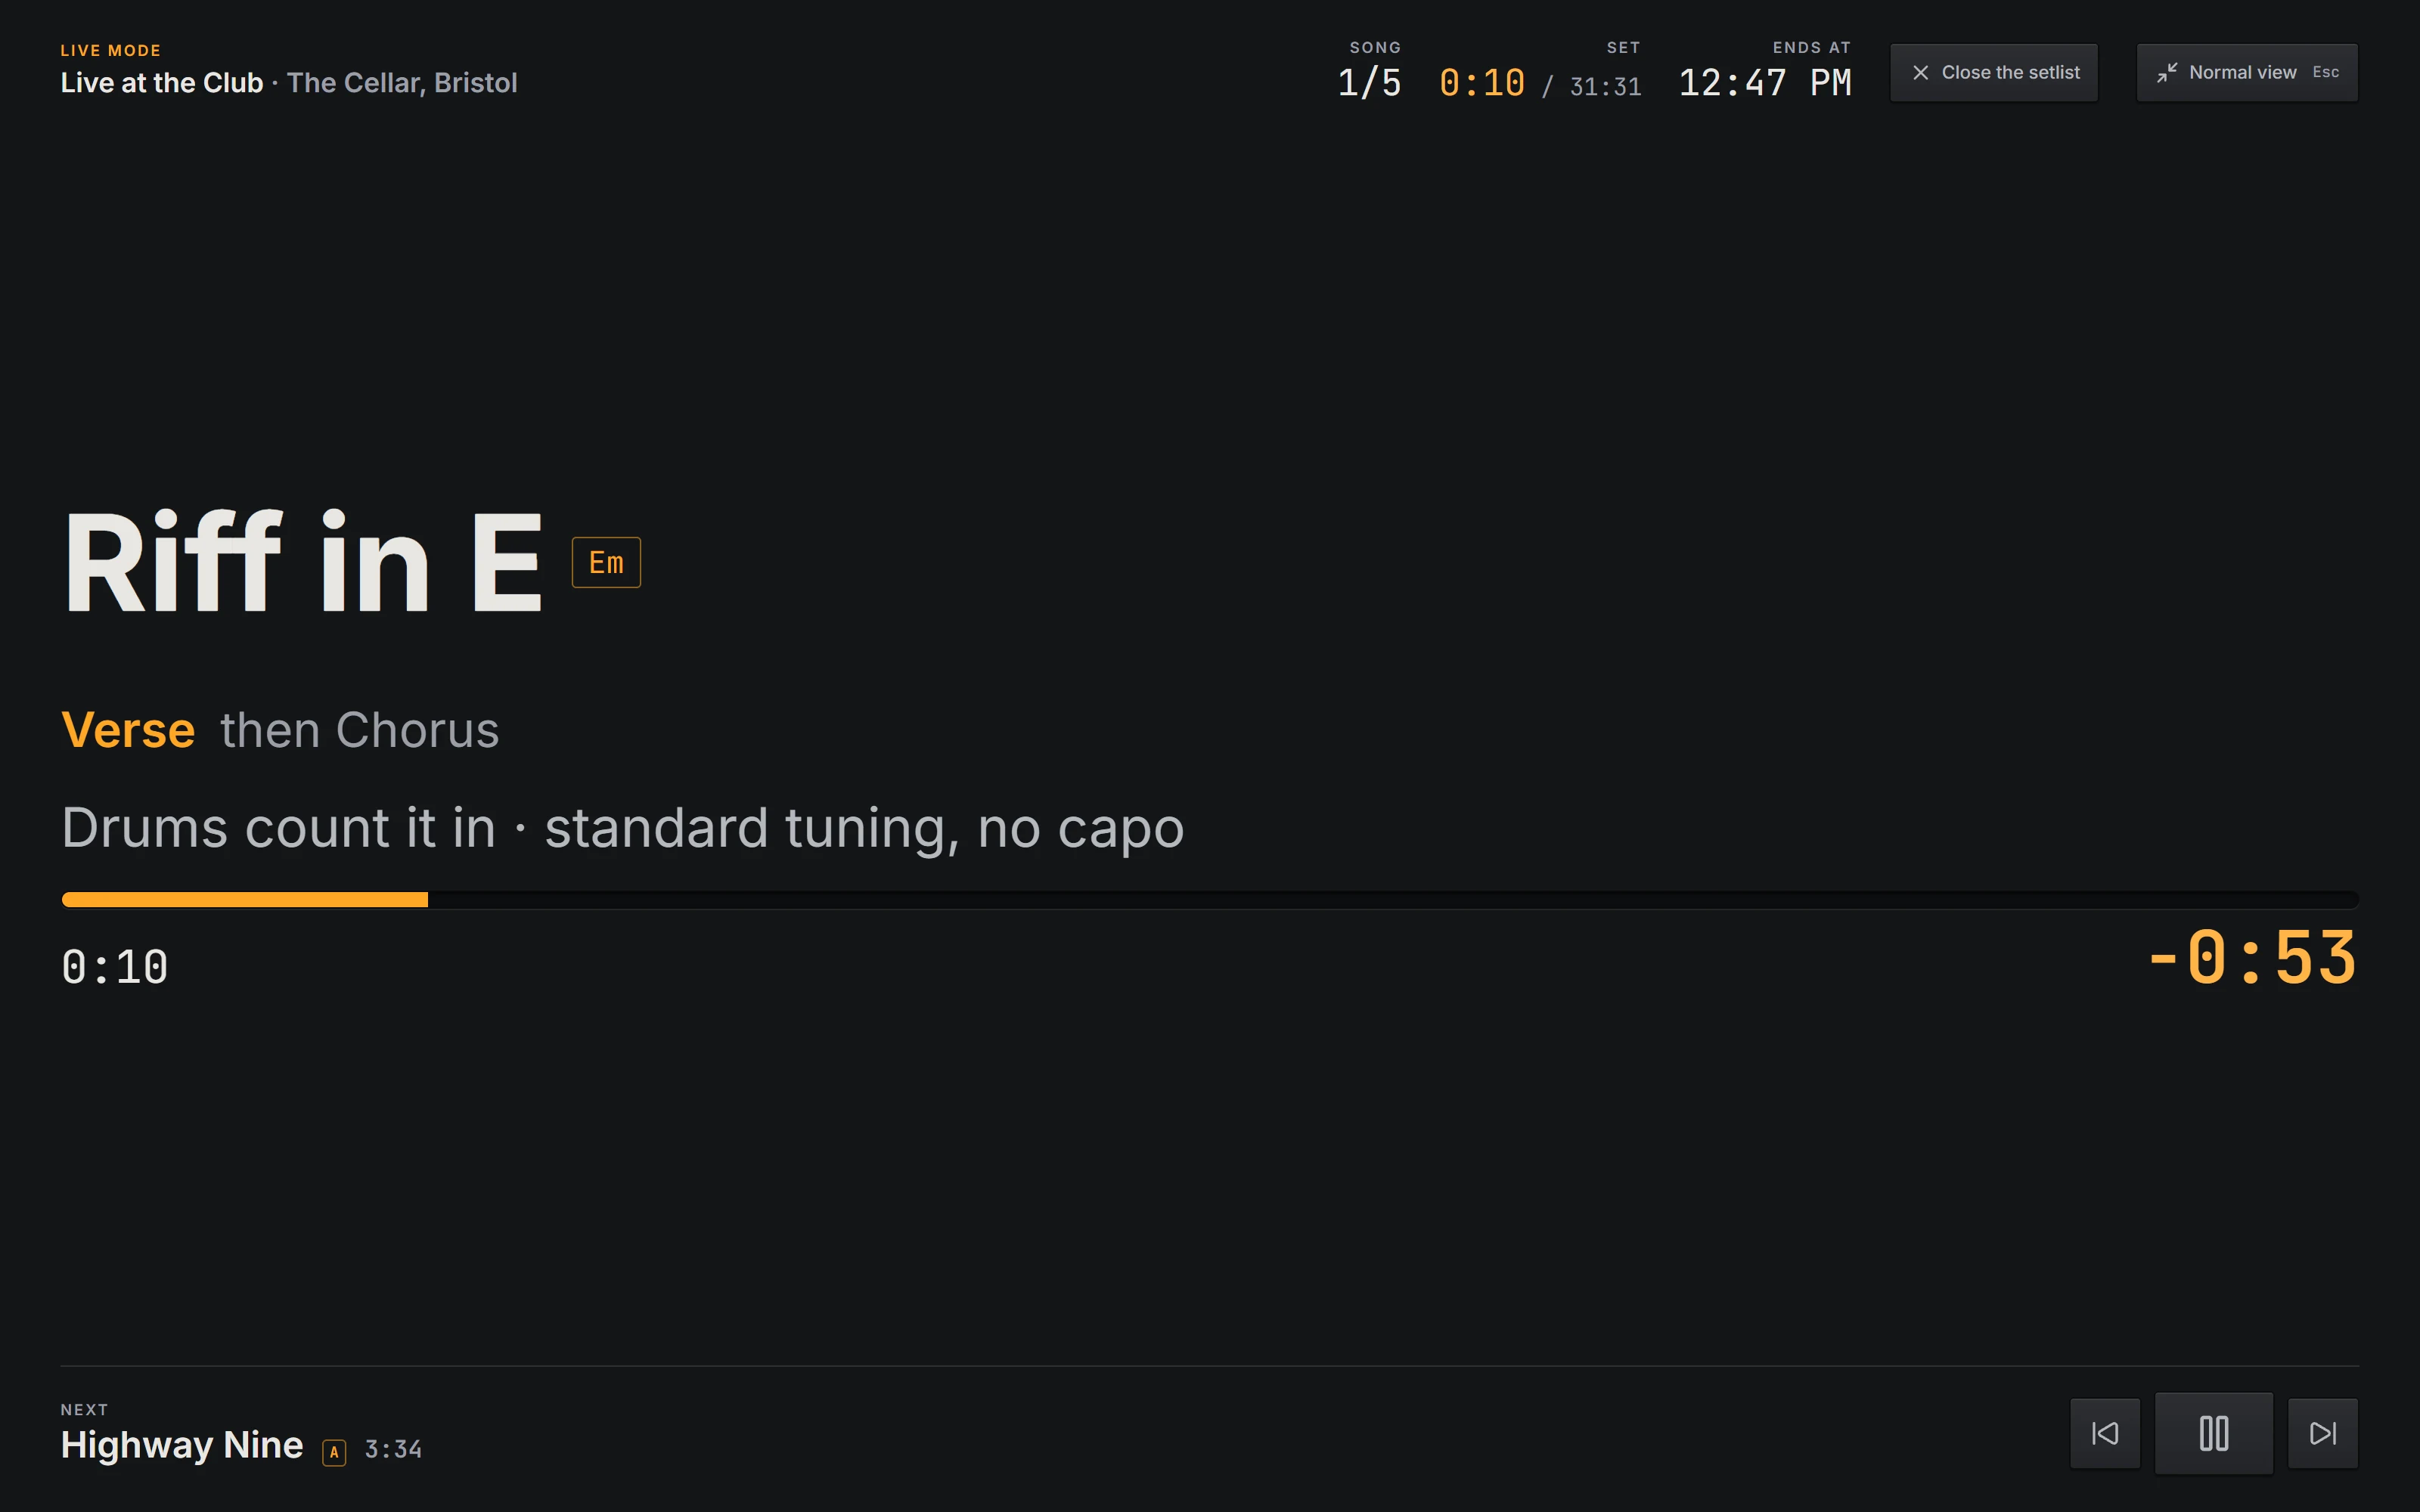 LIVE MODE
Live at the Club · The Cellar, Bristol
SONG
1/5
SET
0:10 / 31:31
ENDS AT
12:47 PM
Close the setlist
Normal view Esc
Riff in E Em
Verse then Chorus
Drums count it in · standard tuning, no capo
0:10
-0:53
NEXT
Highway Nine A 3:34